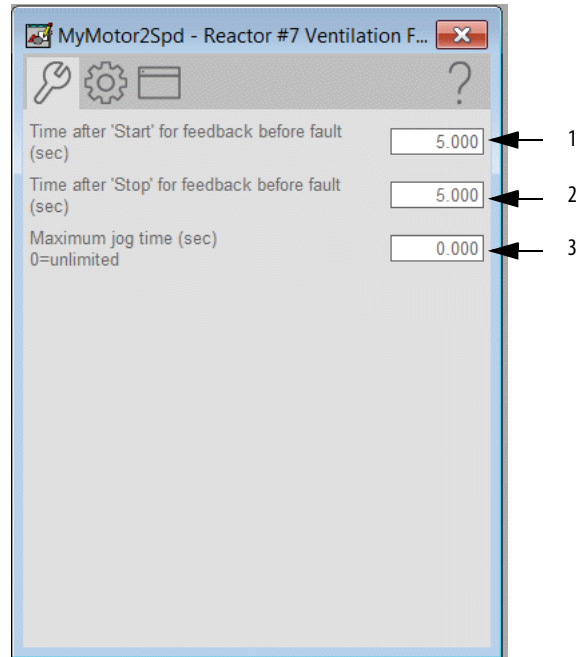 MyMotor2Spd - Reactor #7 Ventilation F...
Time after 'Start' for feedback before fault
(sec)
5.000
1
Time after 'Stop' for feedback before fault
(sec)
5.000
2
Maximum jog time (sec)
0=unlimited
0.000
3